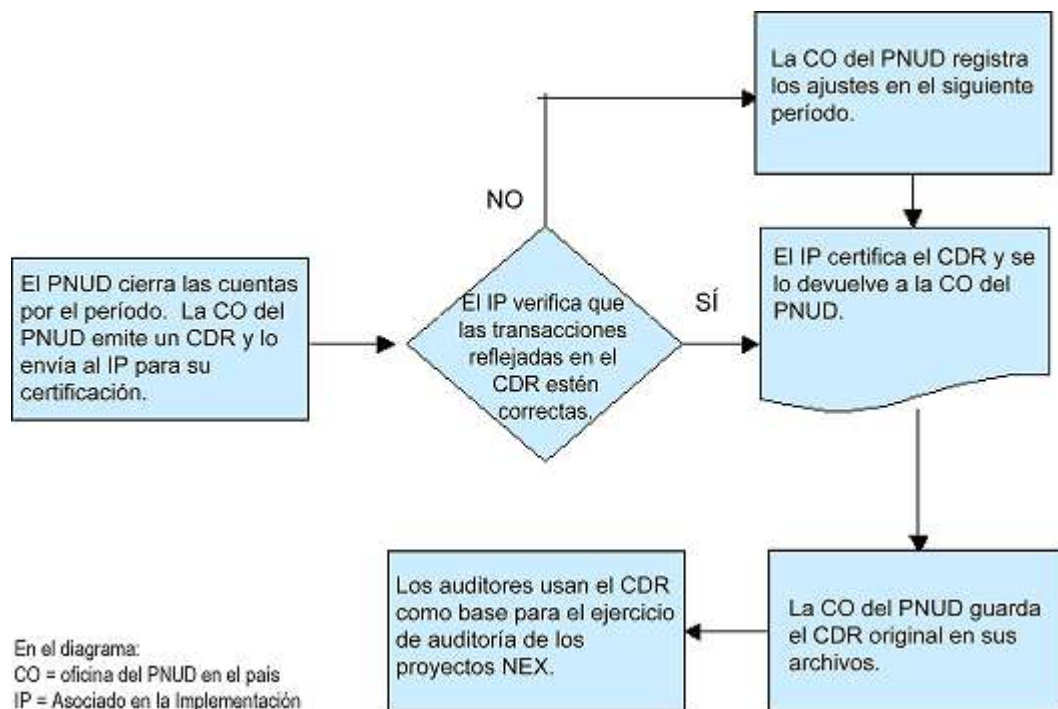 La CO del PNUD registra
los ajustes en el siguiente
período.
NO
El PNUD cierra las cuentas
por el período. La CO del
PNUD emite un CDR y lo
envía al IP para su
certificación.
El IP verifica que
las transacciones
reflejadas en el
CDR estén
correctas.
SÍ
El IP certifica el CDR y se
lo devuelve a la CO del
PNUD.
Los auditores usan el CDR
como base para el ejercicio
de auditoría de los
proyectos NEX.
La CO del PNUD guarda
el CDR original en sus
archivos.
En el diagrama:
CO = oficina del PNUD en el país
IP = Asociado en la Implementación